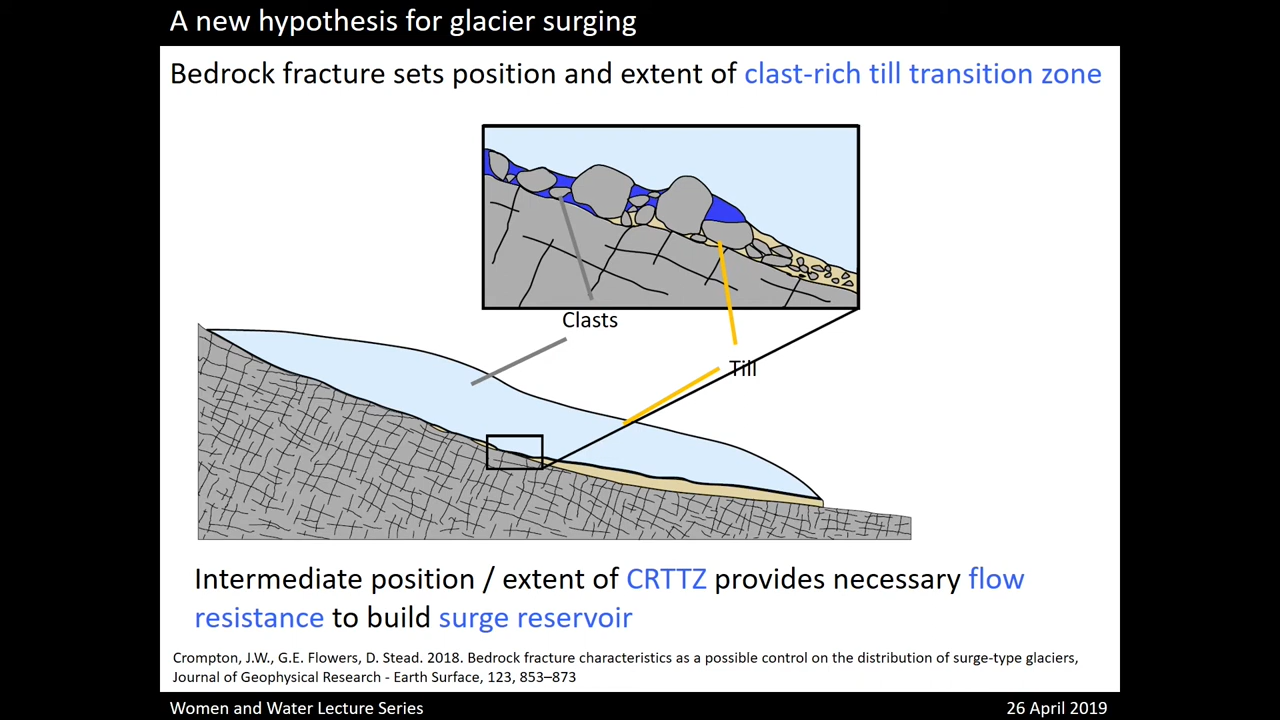 A new hypothesis for glacier surging
Bedrock fracture sets position and extent of clast-rich till transition zone
Clasts
Till
Intermediate position / extent of CRTTZ provides necessary flow
resistance to build surge reservoir
Crompton, J.W., G.E. Flowers, D. Stead. 2018. Bedrock fracture characteristics as a possible control on the distribution of surge-type glaciers,
Journal of Geophysical Research - Earth Surface, 123, 853–873
Women and Water Lecture Series
26 April 2019